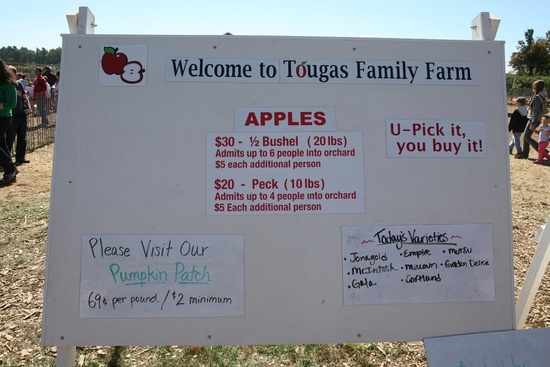 Welcome to Tougas Family Farm
APPLES
$30 - ½ Bushel (20 lbs)
Admits up to 6 people into orchard
$5 each additional person
$20 - Peck (10 lbs)
Admits up to 4 people into orchard
$5 Each additional person
U-Pick it,
you buy it!
Please Visit Our
Pumpkin Patch
69¢ per pound / $2 minimum
Today's Varieties
• Jonagold • Empire • Mutsu
• McIntosh • Macoun • Golden Delice
• Gala • Cortland